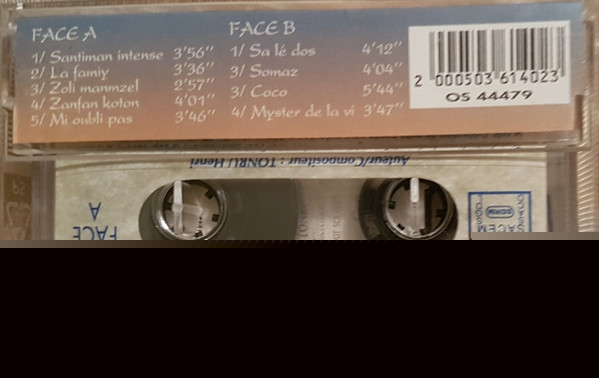 FACE A
1/ Santiman intense 3'56"
2/ La famiy 3'36"
3/ Zoli manmzel 2'57"
4/ Zanfan koton 4'01"
5/ Mi oubli pas 3'46"
FACE B
1/ Sa lé dos 4'12"
3/ Somaz 4'04"
3/ Coco 5'44"
4/ Myster de la vi 3'47"
2 000503 614023
OS 44479
Auteur/Compositeur : TONRU Henri
FACE
A
SACEM